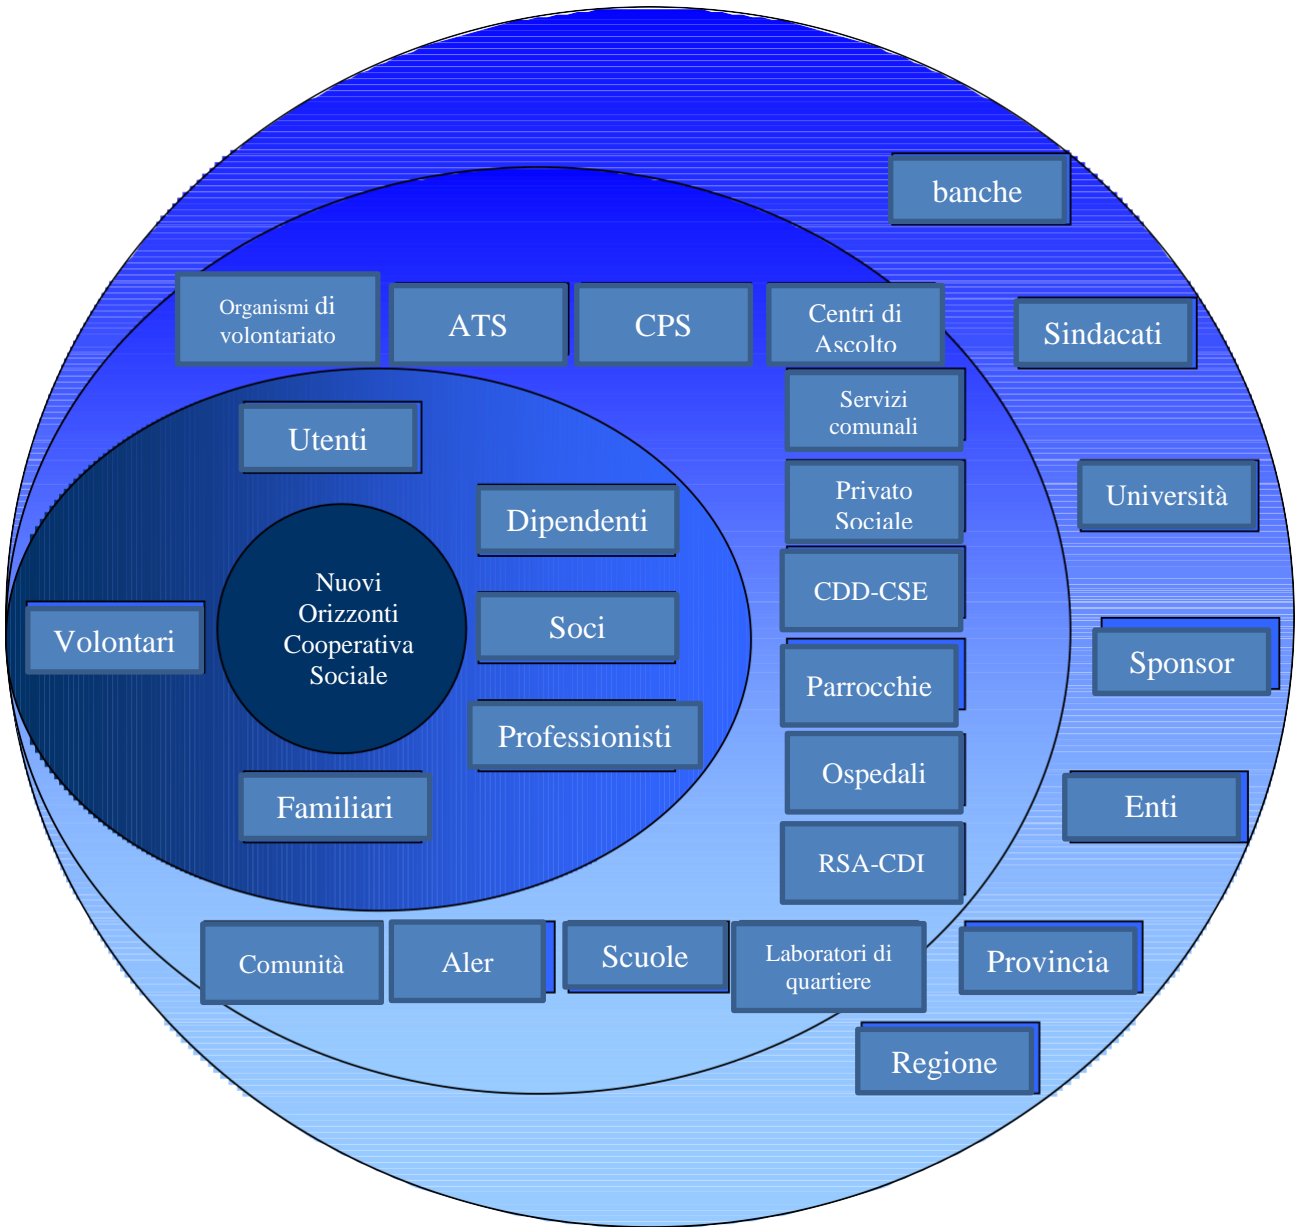 banche
Organismi di
volontariato
ATS
CPS
Centri di
Ascolto
Sindacati
Servizi
comunali
Utenti
Privato
Sociale
Università
Dipendenti
CDD-CSE
Nuovi
Orizzonti
Cooperativa
Sociale
Volontari
Soci
Parrocchie
Sponsor
Professionisti
Ospedali
Familiari
Enti
RSA-CDI
Comunità
Aler
Scuole
Laboratori di
quartiere
Provincia
Regione